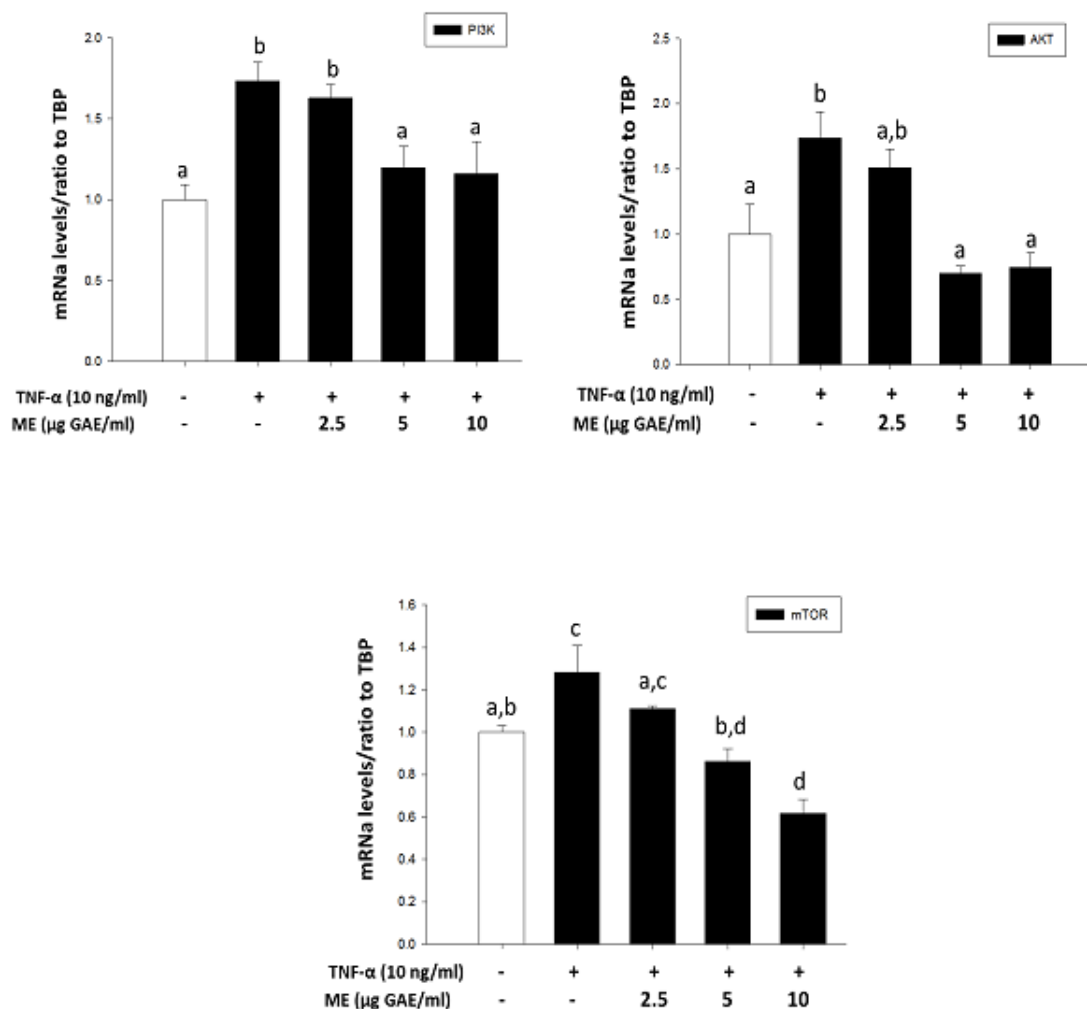 PI3K
mRNa levels/ratio to TBP
2.0
1.5
1.0
0.5
0.0
a
b
b
a
a
TNF-α (10 ng/ml) - + + + +
ME (µg GAE/ml) - - 2.5 5 10
AKT
mRNa levels/ratio to TBP
2.5
2.0
1.5
1.0
0.5
0.0
a
b
a,b
a
a
TNF-α (10 ng/ml) - + + + +
ME (µg GAE/ml) - - 2.5 5 10
mTOR
mRNa levels/ratio to TBP
1.6
1.4
1.2
1.0
0.8
0.6
0.4
0.2
0.0
a,b
c
a,c
b,d
d
TNF-α (10 ng/ml) - + + + +
ME (µg GAE/ml) - - 2.5 5 10